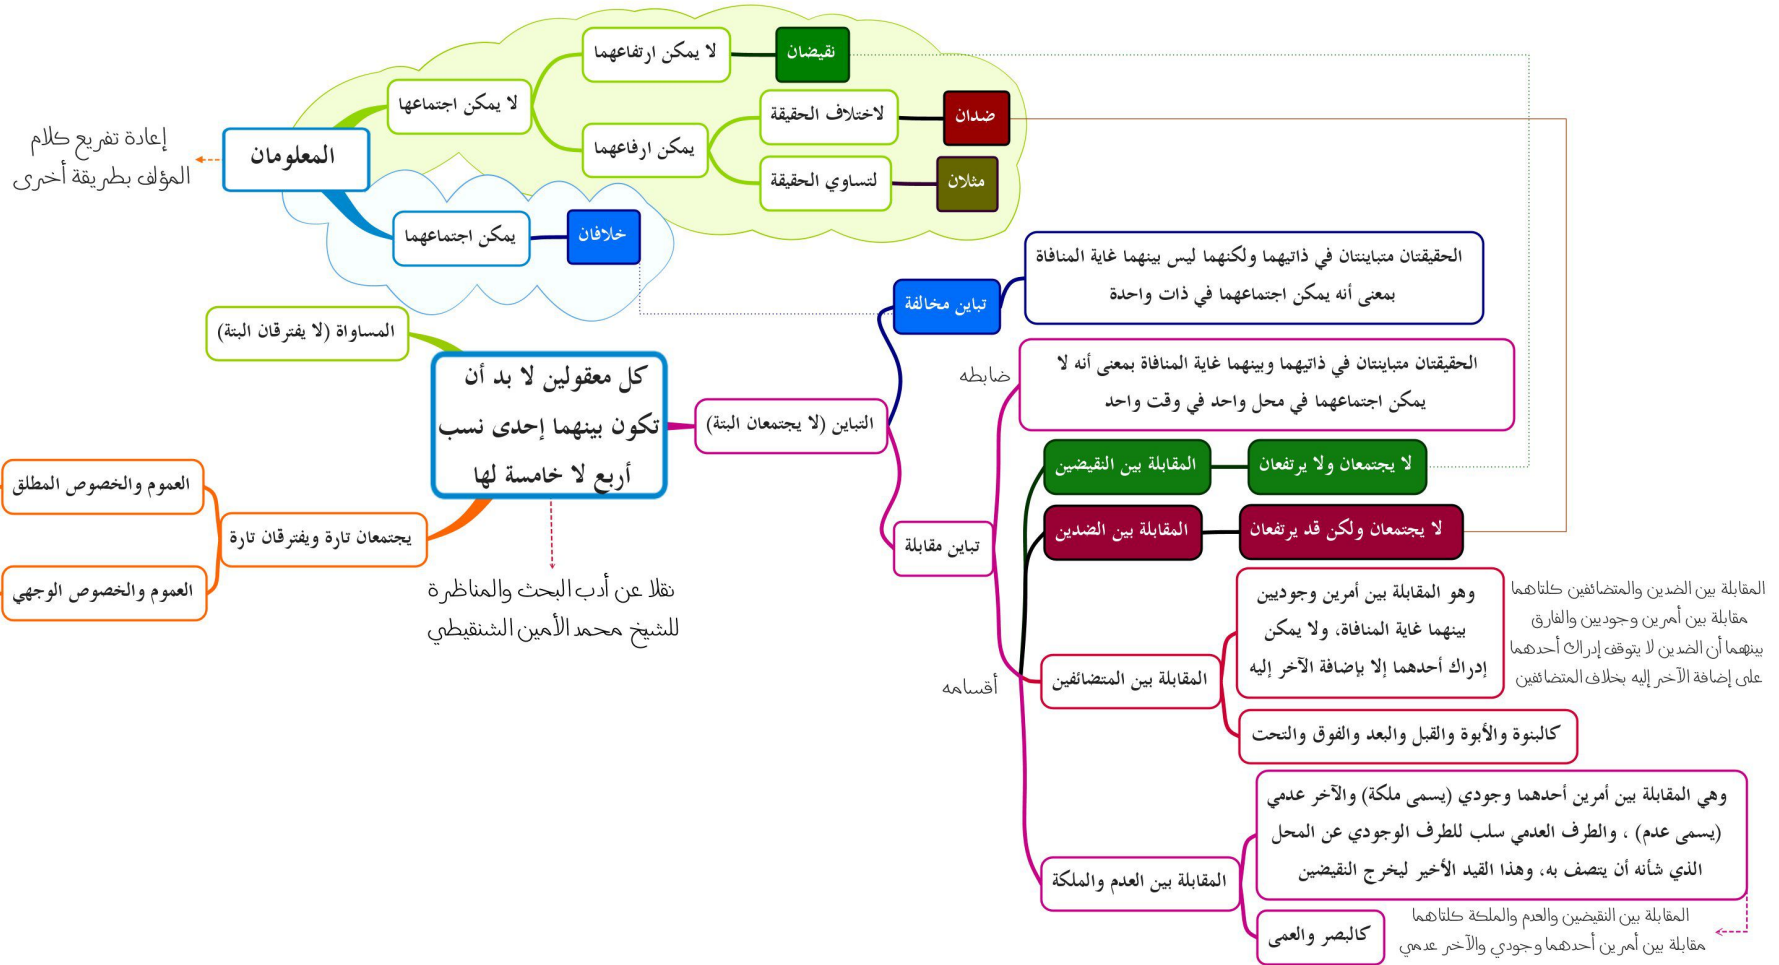 المعلومان
إعادة تفريع كلام
المؤلف بطريقة أخرى
لا يمكن اجتماعها
لا يمكن ارتفاعهما
نقيضان
يمكن ارفاعهما
لاختلاف الحقيقة
ضدان
لتساوي الحقيقة
مثلان
يمكن اجتماعهما
خلافان
كل معقولين لا بد أن
تكون بينهما إحدى نسب
أربع لا خامسة لها
نقلا عن أدب البحث والمناظرة
للشيخ محمد الأمين الشنقيطي
المساواة (لا يفترقان البتة)
يجتمعان تارة ويفترقان تارة
العموم والخصوص المطلق
العموم والخصوص الوجهي
التباين (لا يجتمعان البتة)
تباين مخالفة
الحقيقتان متباينتان في ذاتيهما ولكنهما ليس بينهما غاية المنافاة
بمعنى أنه يمكن اجتماعهما في ذات واحدة
تباين مقابلة
ضابطه
الحقيقتان متباينتان في ذاتيهما وبينهما غاية المنافاة بمعنى أنه لا
يمكن اجتماعهما في محل واحد في وقت واحد
أقسامه
المقابلة بين النقيضين
لا يجتمعان ولا يرتفعان
المقابلة بين الضدين
لا يجتمعان ولكن قد يرتفعان
المقابلة بين المتضائفين
وهو المقابلة بين أمرين وجوديين
بينهما غاية المنافاة، ولا يمكن
إدراك أحدهما إلا بإضافة الآخر إليه
المقابلة بين الضدين والمتضائفين كلتاهما
مقابلة بين أمرين وجوديين والفارق
بينهما أن الضدين لا يتوقف إدراك أحدهما
على إضافة الآخر إليه بخلاف المتضائفين
كالبنوة والأبوة والقبل والبعد والفوق والتحت
المقابلة بين العدم والملكة
وهي المقابلة بين أمرين أحدهما وجودي (يسمى ملكة) والآخر عدمي
(يسمى عدم) ، والطرف العدمي سلب للطرف الوجودي عن المحل
الذي شأنه أن يتصف به، وهذا القيد الأخير ليخرج النقيضين
المقابلة بين النقيضين والعدم والملكة كلتاهما
مقابلة بين أمرين أحدهما وجودي والآخر عدمي
كالبصر والعمى